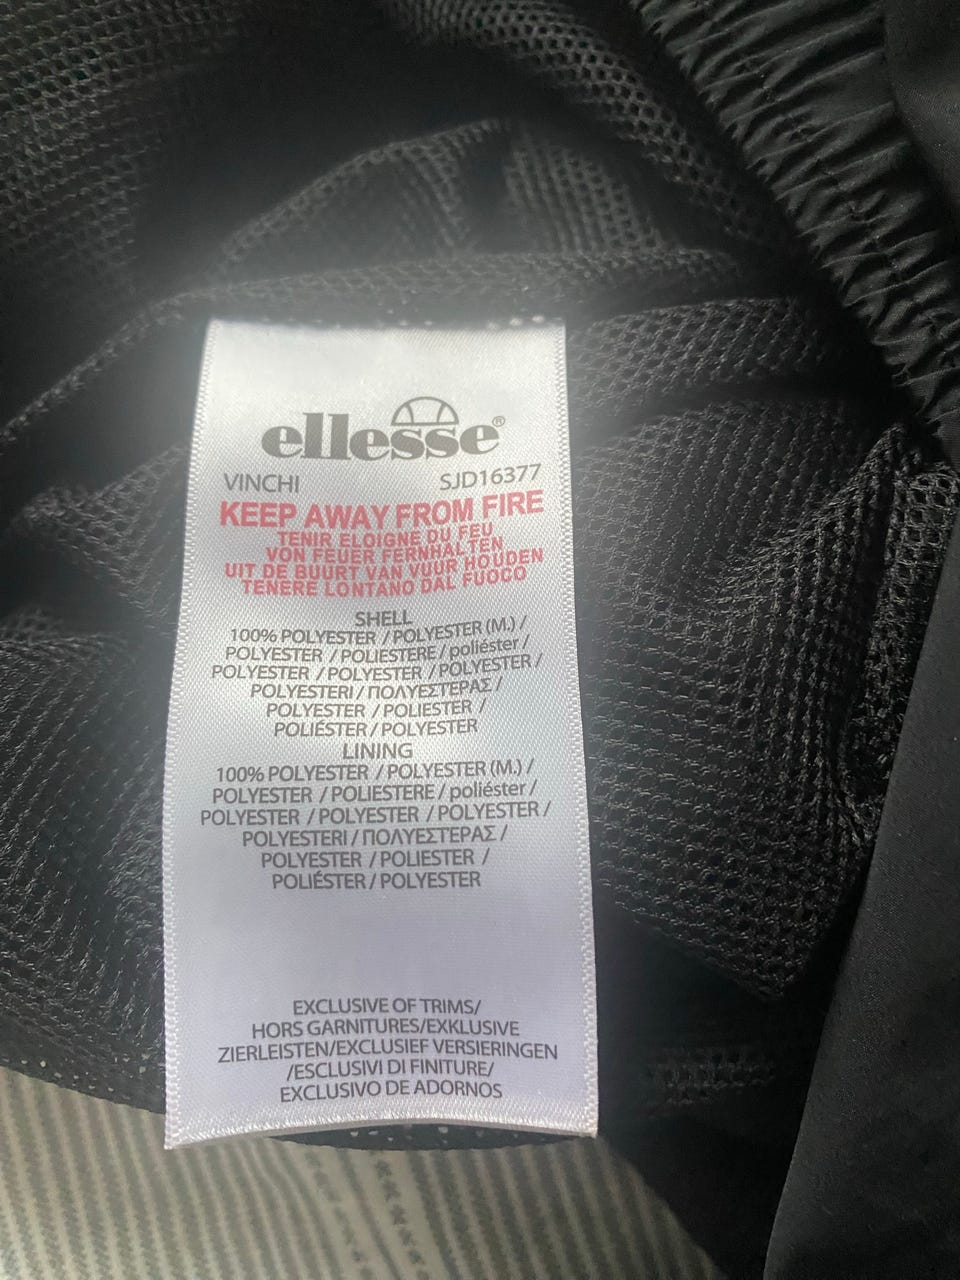 ellesse®
VINCHI SJD16377
KEEP AWAY FROM FIRE
TENIR ELOIGNE DU FEU
VON FEUER FERNHALTEN
UIT DE BUURT VAN VUUR HOUDEN
TENERE LONTANO DAL FUOCO
SHELL
100% POLYESTER / POLYESTER (M.) /
POLYESTER / POLIESTERE / poliéster /
POLYESTER / POLYESTER / POLYESTER /
POLYESTERI / ΠΟΛΥΕΣΤΕΡΑΣ /
POLYESTER / POLIESTER /
POLIÉSTER / POLYESTER
LINING
100% POLYESTER / POLYESTER (M.) /
POLYESTER / POLIESTERE / poliéster /
POLYESTER / POLYESTER / POLYESTER /
POLYESTERI / ΠΟΛΥΕΣΤΕΡΑΣ /
POLYESTER / POLIESTER /
POLIÉSTER / POLYESTER
EXCLUSIVE OF TRIMS/
HORS GARNITURES/EXKLUSIVE
ZIERLEISTEN/EXCLUSIEF VERSIERINGEN
/ESCLUSIVI DI FINITURE/
EXCLUSIVO DE ADORNOS